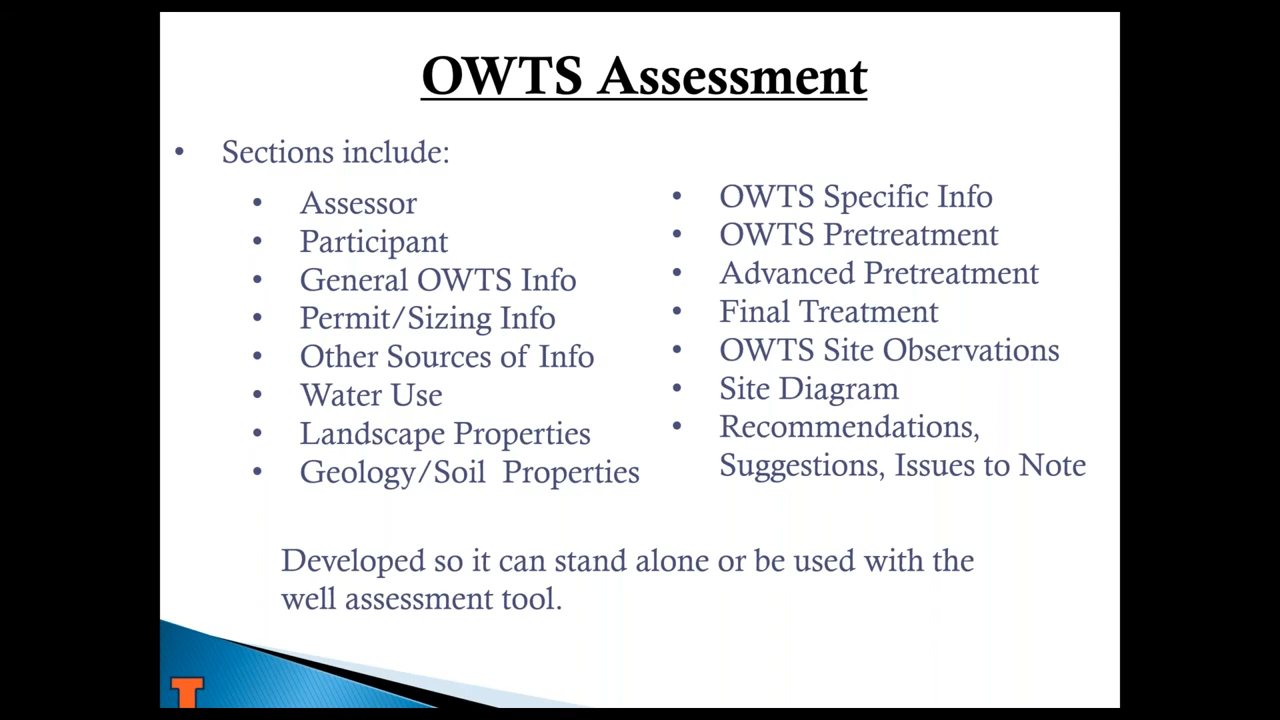 OWTS Assessment
• Sections include:
• Assessor
• Participant
• General OWTS Info
• Permit/Sizing Info
• Other Sources of Info
• Water Use
• Landscape Properties
• Geology/Soil Properties
• OWTS Specific Info
• OWTS Pretreatment
• Advanced Pretreatment
• Final Treatment
• OWTS Site Observations
• Site Diagram
• Recommendations,
Suggestions, Issues to Note
Developed so it can stand alone or be used with the
well assessment tool.
I